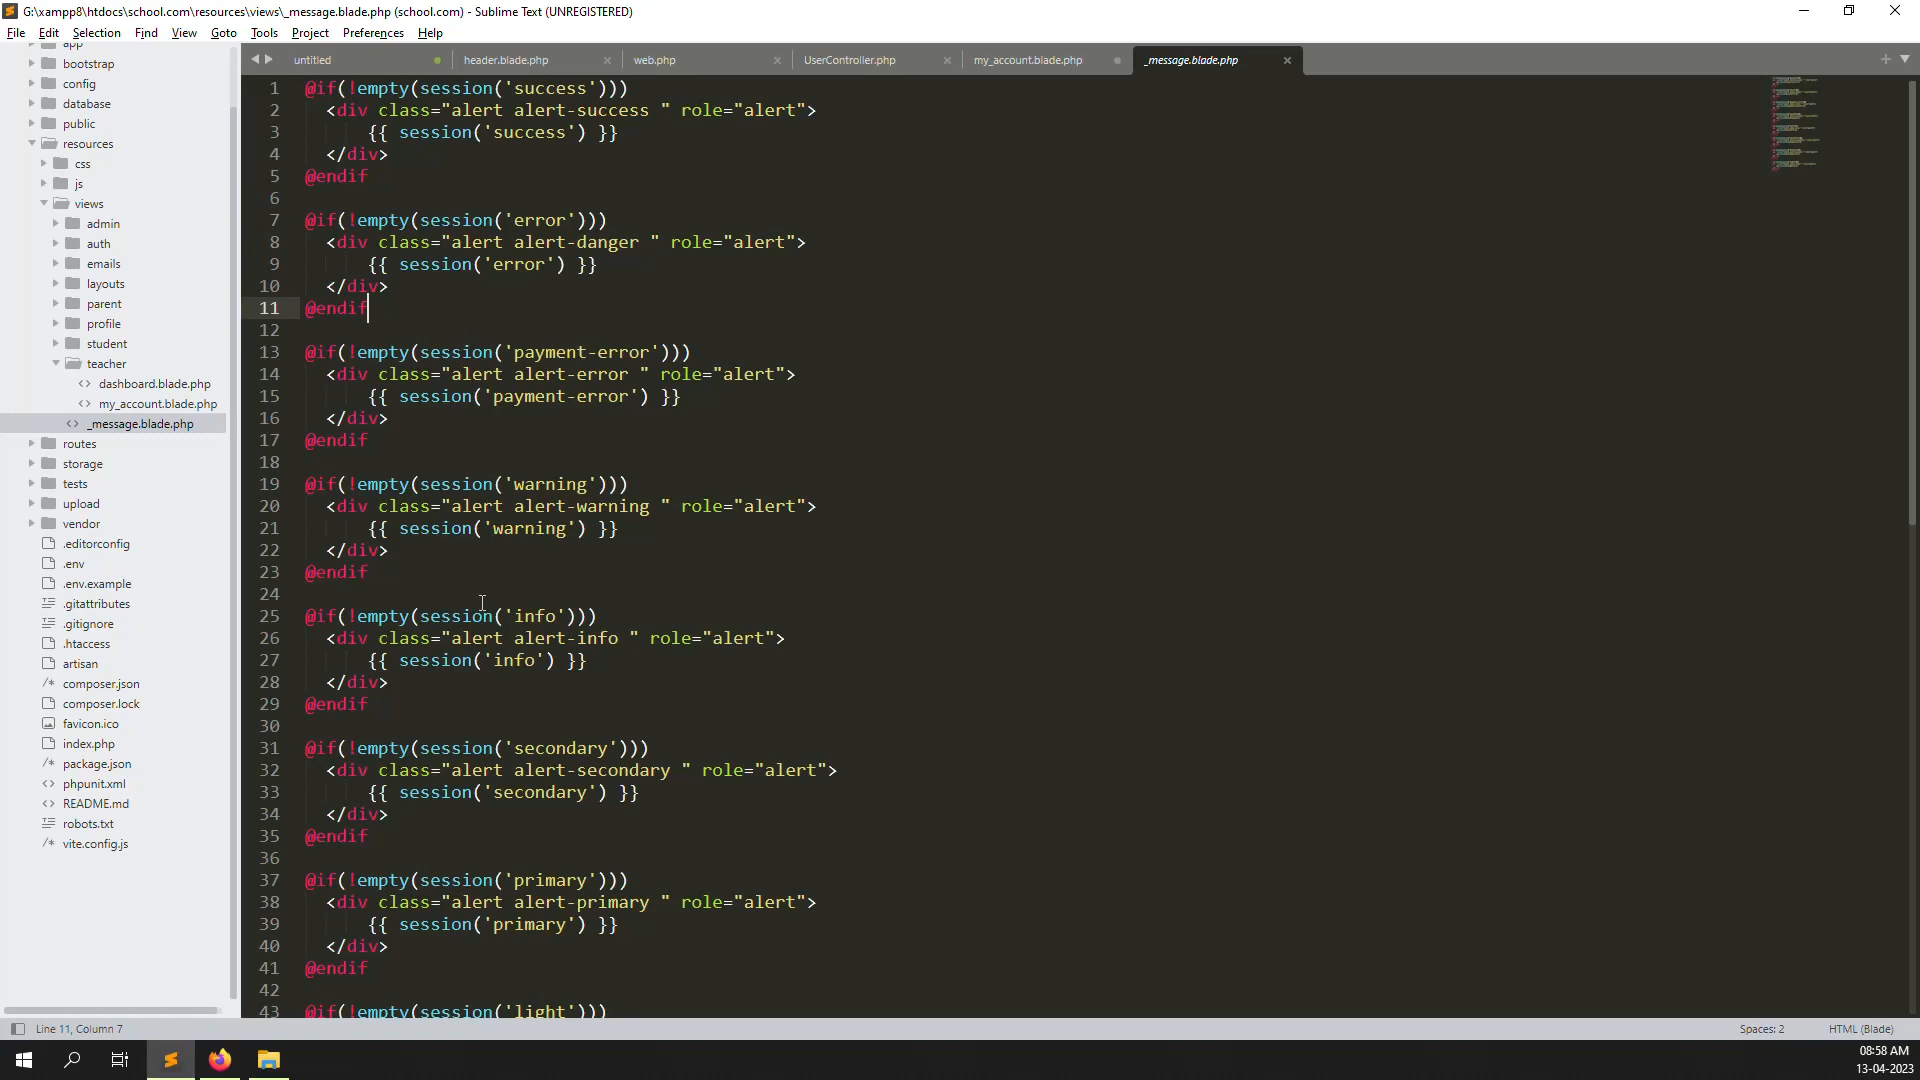 G:\xampp8\htdocs\school.com\resources\views\_message.blade.php (school.com) - Sublime Text (UNREGISTERED)
File Edit Selection Find View Goto Tools Project Preferences Help
untitled header.blade.php web.php UserController.php my_account.blade.php _message.blade.php
app
bootstrap
config
database
public
resources
css
js
views
admin
auth
emails
layouts
parent
profile
student
teacher
dashboard.blade.php
my_account.blade.php
_message.blade.php
routes
storage
tests
upload
vendor
.editorconfig
.env
.env.example
.gitattributes
.gitignore
.htaccess
artisan
composer.json
composer.lock
favicon.ico
index.php
package.json
phpunit.xml
README.md
robots.txt
vite.config.js
1 @if(!empty(session('success')))
2 <div class="alert alert-success " role="alert">
3 {{ session('success') }}
4 </div>
5 @endif
6
7 @if(!empty(session('error')))
8 <div class="alert alert-danger " role="alert">
9 {{ session('error') }}
10 </div>
11 @endif
12
13 @if(!empty(session('payment-error')))
14 <div class="alert alert-error " role="alert">
15 {{ session('payment-error') }}
16 </div>
17 @endif
18
19 @if(!empty(session('warning')))
20 <div class="alert alert-warning " role="alert">
21 {{ session('warning') }}
22 </div>
23 @endif
24
25 @if(!empty(session('info')))
26 <div class="alert alert-info " role="alert">
27 {{ session('info') }}
28 </div>
29 @endif
30
31 @if(!empty(session('secondary')))
32 <div class="alert alert-secondary " role="alert">
33 {{ session('secondary') }}
34 </div>
35 @endif
36
37 @if(!empty(session('primary')))
38 <div class="alert alert-primary " role="alert">
39 {{ session('primary') }}
40 </div>
41 @endif
42
43 @if(!empty(session('light')))
Line 11, Column 7 Spaces: 2 HTML (Blade)
08:58 AM
13-04-2023